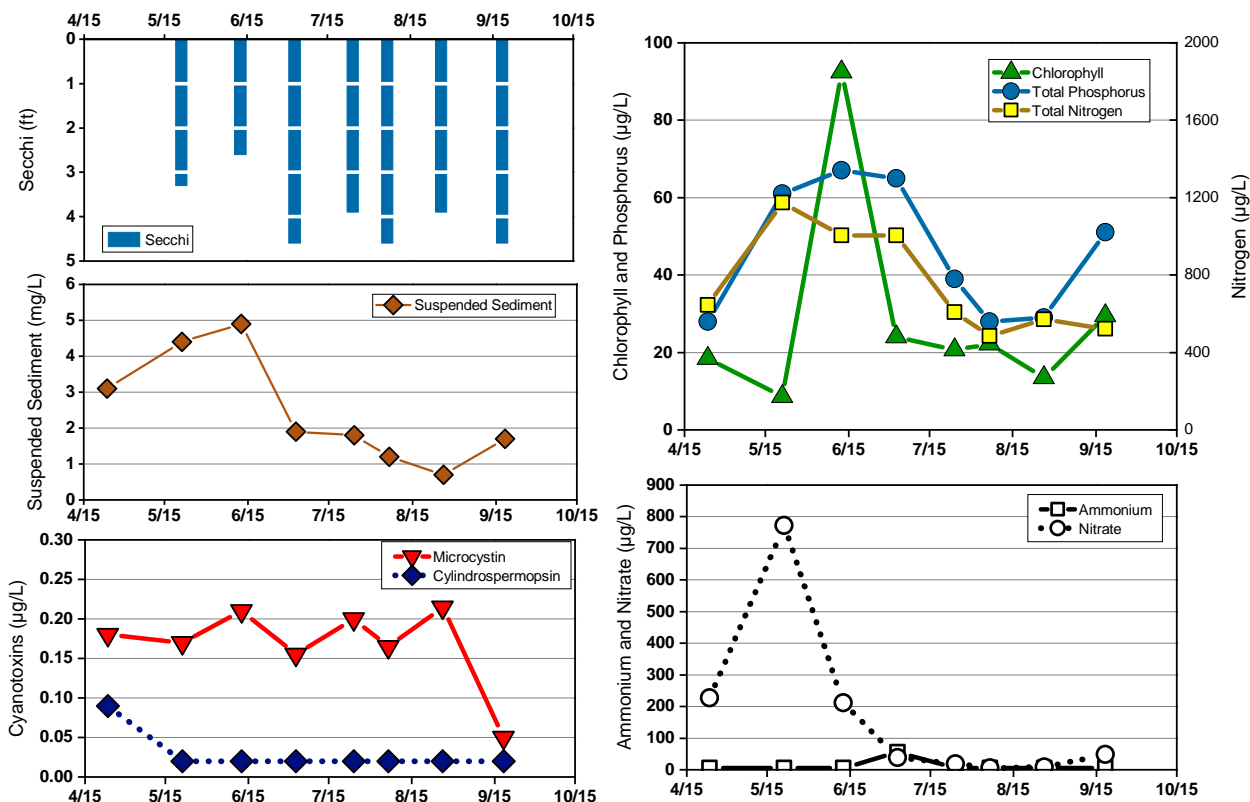 4/15 5/15 6/15 7/15 8/15 9/15 10/15
0
1
2
3
4
5
Secchi (ft)
Secchi
6
5
4
3
2
1
0
Suspended Sediment (mg/L)
Suspended Sediment
4/15 5/15 6/15 7/15 8/15 9/15 10/15
0.30
0.25
0.20
0.15
0.10
0.05
0.00
Cyanotoxins (µg/L)
Microcystin
Cylindrospermopsin
4/15 5/15 6/15 7/15 8/15 9/15 10/15
100
80
60
40
20
0
Chlorophyll and Phosphorus (µg/L)
Chlorophyll
Total Phosphorus
Total Nitrogen
2000
1600
1200
800
400
0
Nitrogen (µg/L)
4/15 5/15 6/15 7/15 8/15 9/15 10/15
900
800
700
600
500
400
300
200
100
0
Ammonium and Nitrate (µg/L)
Ammonium
Nitrate
4/15 5/15 6/15 7/15 8/15 9/15 10/15